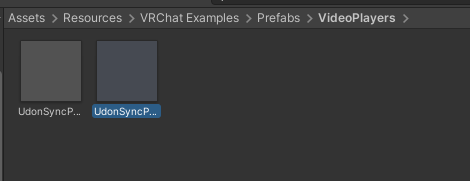 Assets > Resources > VRChat Examples > Prefabs > VideoPlayers >
UdonSyncP... UdonSyncP...